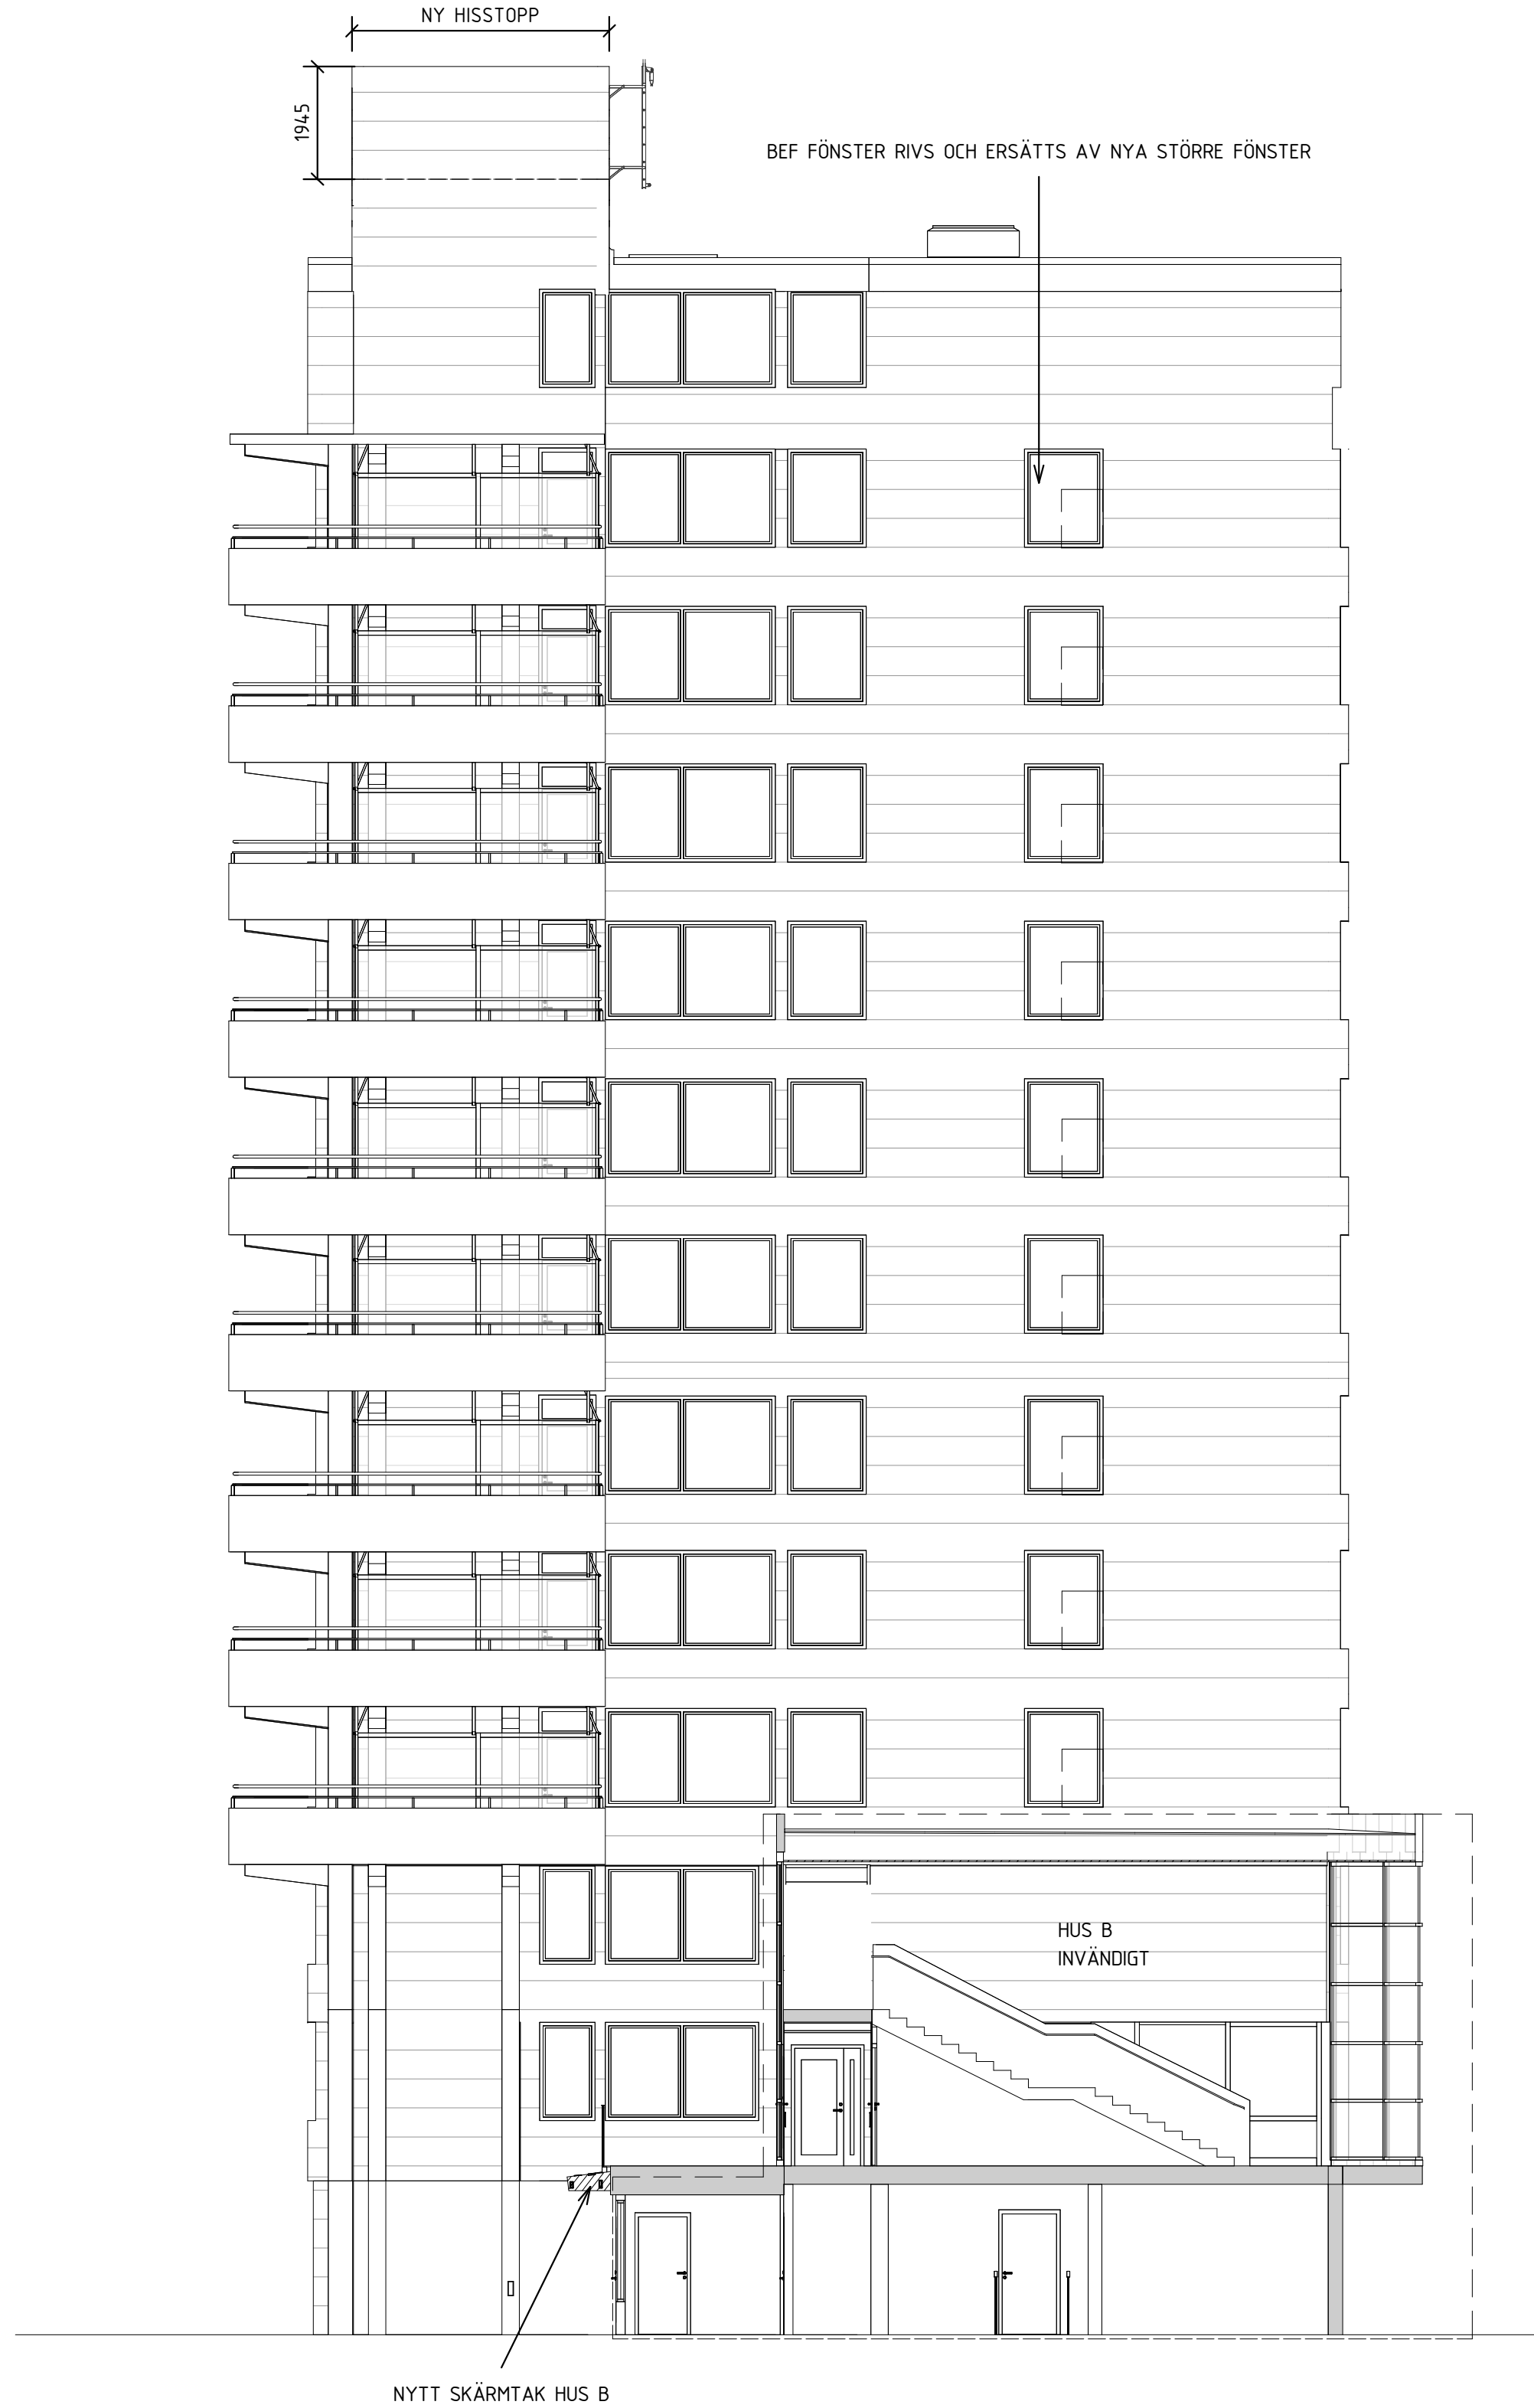 NY HISSTOPP
1945
BEF FÖNSTER RIVS OCH ERSÄTTS AV NYA STÖRRE FÖNSTER
HUS B
INVÄNDIGT
NYTT SKÄRMTAK HUS B